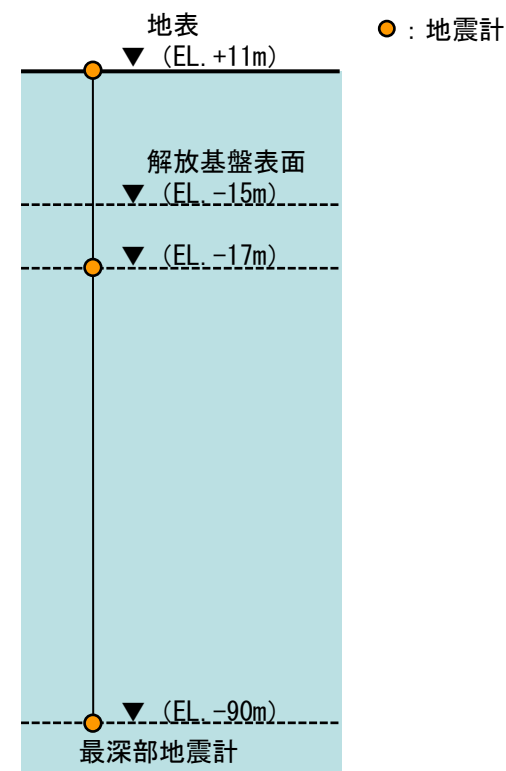 地表
▼ (EL.+11m)
：地震計
解放基盤表面
▼ (EL.-15m)
▼ (EL.-17m)
▼ (EL.-90m)
最深部地震計